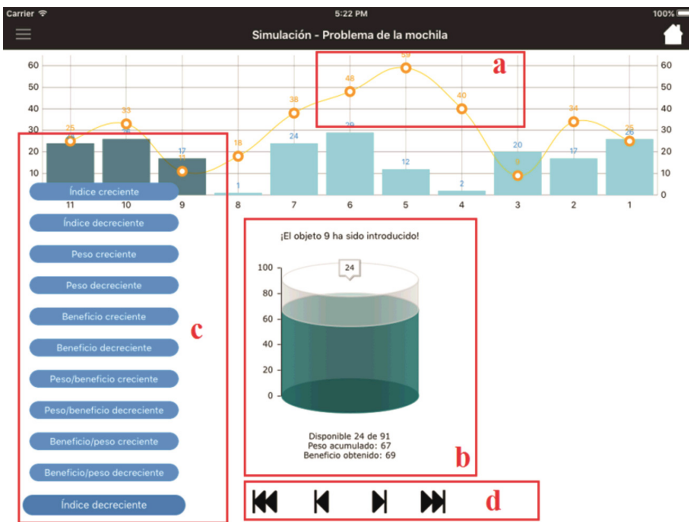 Carrier 5:22 PM 100%
Simulación - Problema de la mochila
60 60
50 50
40 40
30 30
20 20
10 10
0
25 33 18 38 48 59 40 9 34 25
17 1 24 29 12 2 20 17 26
11 10 9 8 7 6 5 4 3 2 1
a
Índice creciente
Índice decreciente
Peso creciente
Peso decreciente
Beneficio creciente
Beneficio decreciente
Peso/beneficio creciente
Peso/beneficio decreciente
Beneficio/peso creciente
Beneficio/peso decreciente
Índice decreciente
c
¡El objeto 9 ha sido introducido!
24
100
80
60
40
20
0
Disponible 24 de 91
Peso acumulado: 67
Beneficio obtenido: 69
b
d